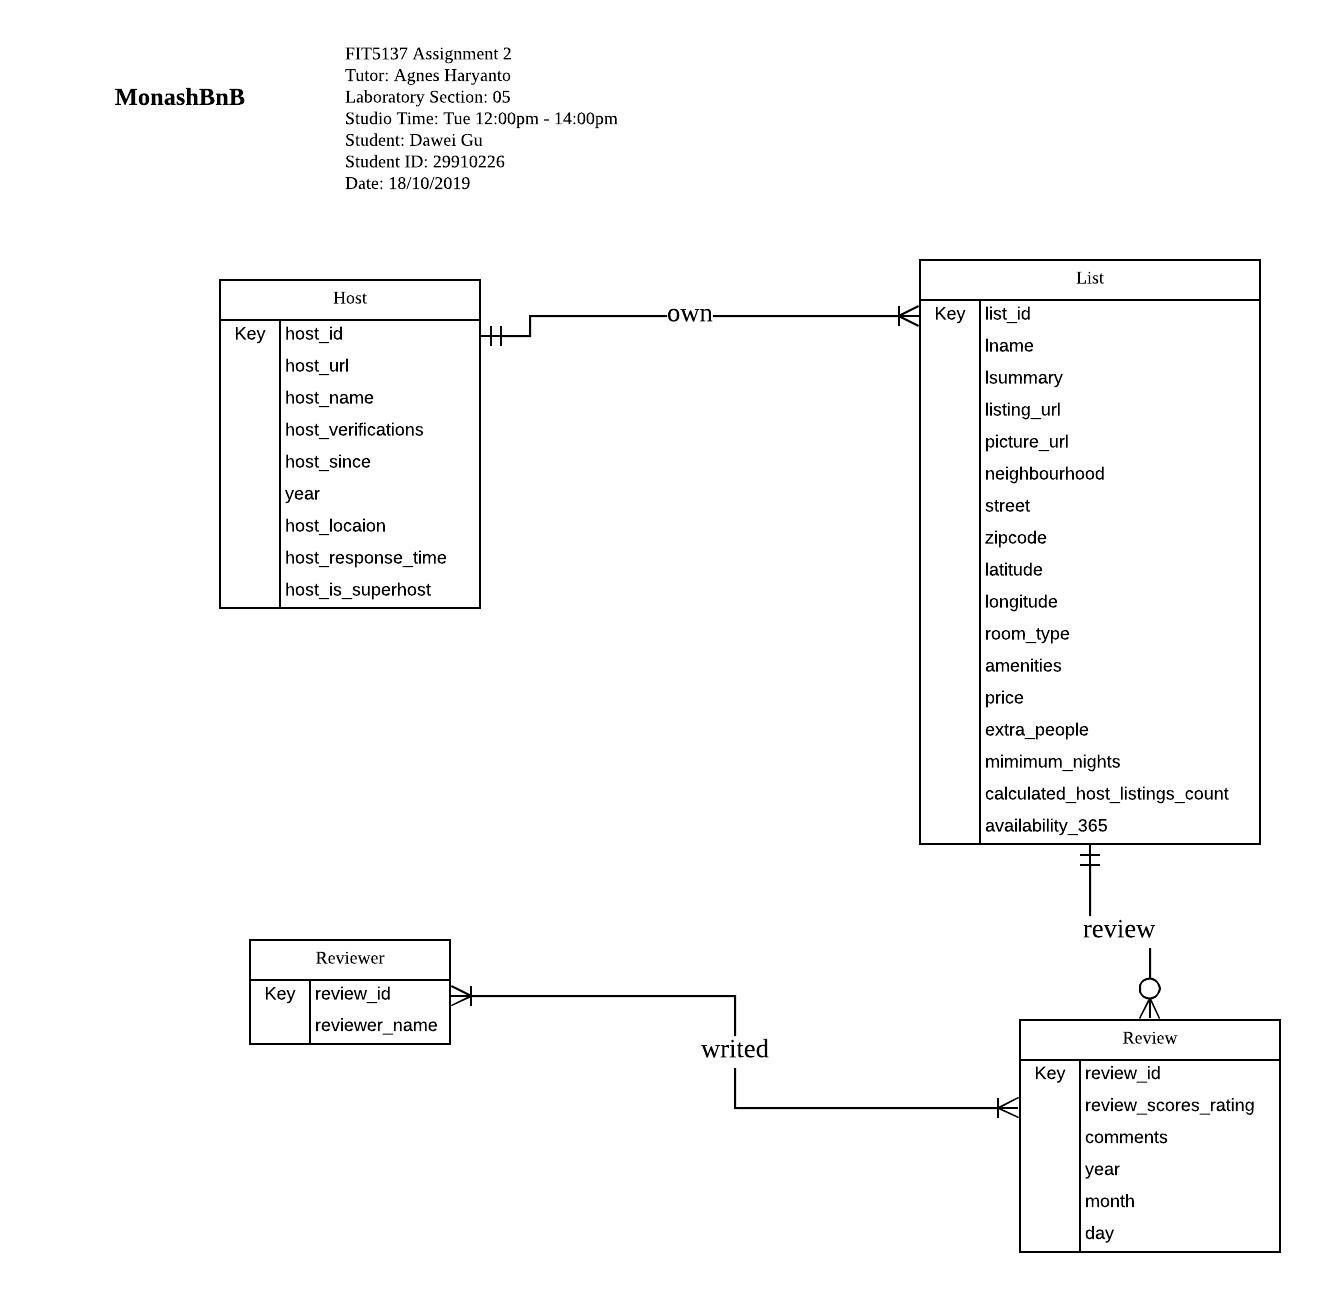 MonashBnB
FIT5137 Assignment 2
Tutor: Agnes Haryanto
Laboratory Section: 05
Studio Time: Tue 12:00pm - 14:00pm
Student: Dawei Gu
Student ID: 29910226
Date: 18/10/2019
Host
Key host_id
host_url
host_name
host_verifications
host_since
year
host_locaion
host_response_time
host_is_superhost
own
List
Key list_id
lname
lsummary
listing_url
picture_url
neighbourhood
street
zipcode
latitude
longitude
room_type
amenities
price
extra_people
mimimum_nights
calculated_host_listings_count
availability_365
review
Reviewer
Key review_id
reviewer_name
writed
Review
Key review_id
review_scores_rating
comments
year
month
day